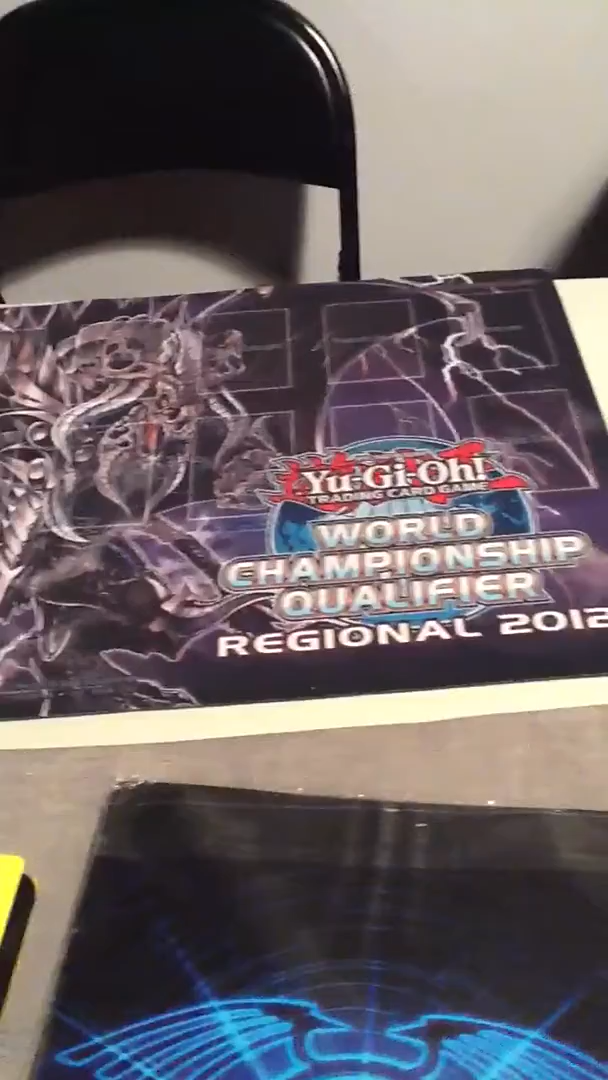 Yu-Gi-Oh!
TRADING CARD GAME
WORLD
CHAMPIONSHIP
QUALIFIER
REGIONAL 2012